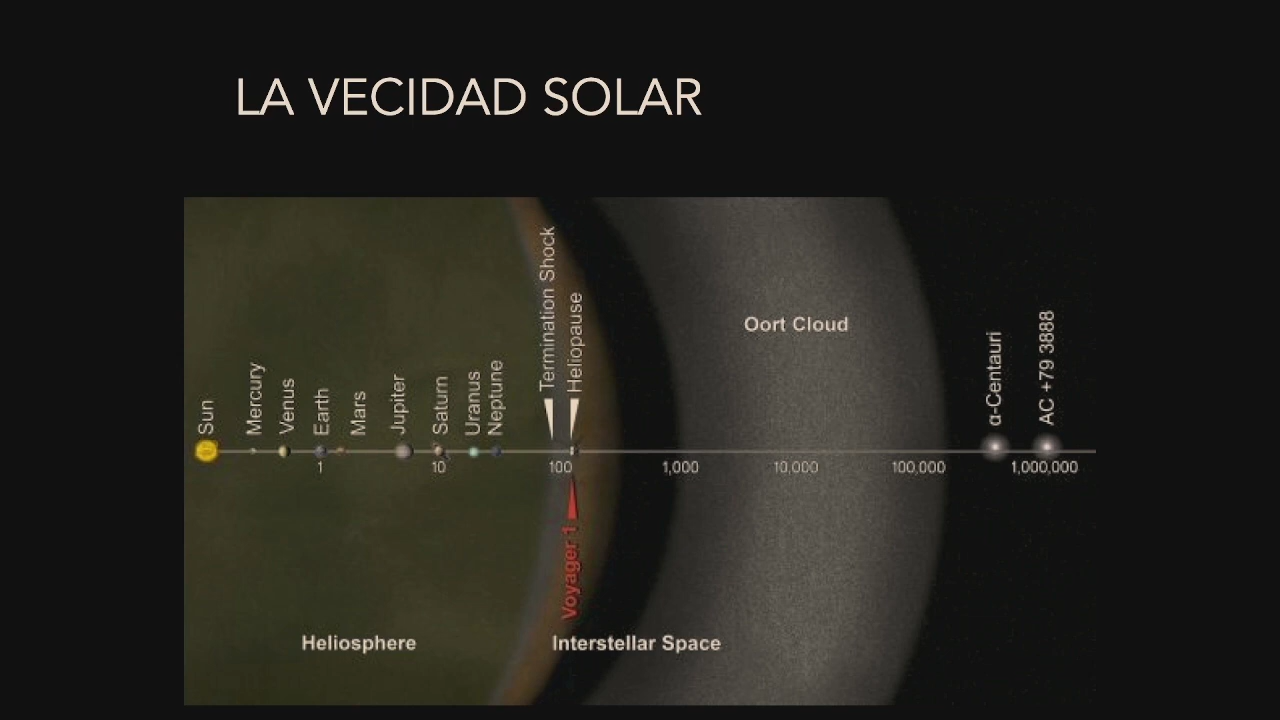 LA VECIDAD SOLAR
Sun
Mercury
Venus
Earth
Mars
Jupiter
Saturn
Uranus
Neptune
Termination Shock
Heliopause
Oort Cloud
α-Centauri
AC +79 3888
1
10
100
1,000
10,000
100,000
1,000,000
Voyager 1
Heliosphere
Interstellar Space